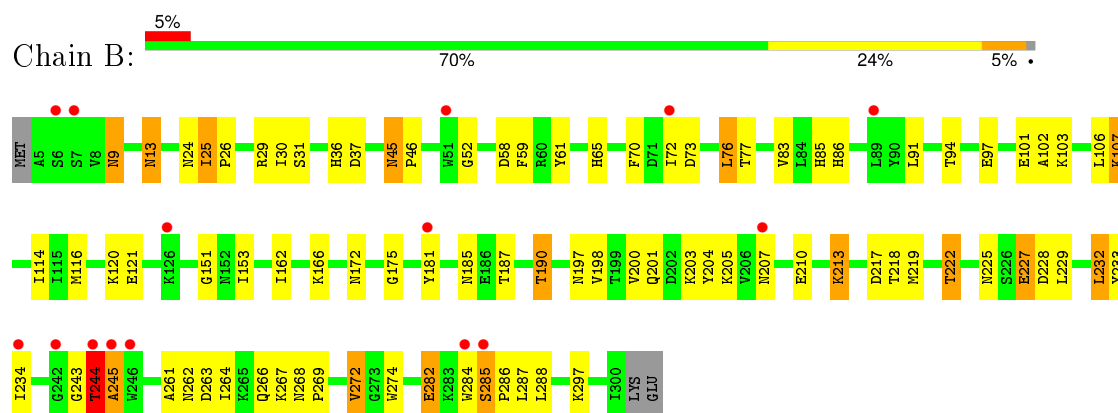 5%
Chain B:
70% 24% 5% •
MET A5 S6 S7 V8 N9 N13 N24 I25 P26 R29 I30 S31 H36 D37 N45 P46 W51 G52 D58 F59 R60 Y61 H65 F70 D71 I72 D73 L76 T77 V83 L84 H85 H86 L89 Y90 L91 T94 E97 E101 A102 K103 L106 K107
I114 I115 M116 K120 E121 K126 G151 N152 I153 I162 K166 N172 G175 Y181 N185 E186 T187 T190 N197 V198 T199 V200 Q201 D202 K203 Y204 K205 V206 N207 E210 K213 D217 T218 M219 T222 N225 S226 E227 D228 L229 L232 Y233
I234 G242 G243 T244 A245 W246 A261 N262 D263 I264 K265 Q266 K267 N268 P269 V272 G273 W274 E282 K283 W284 S285 P286 L287 L288 K297 I300 LYS GLU